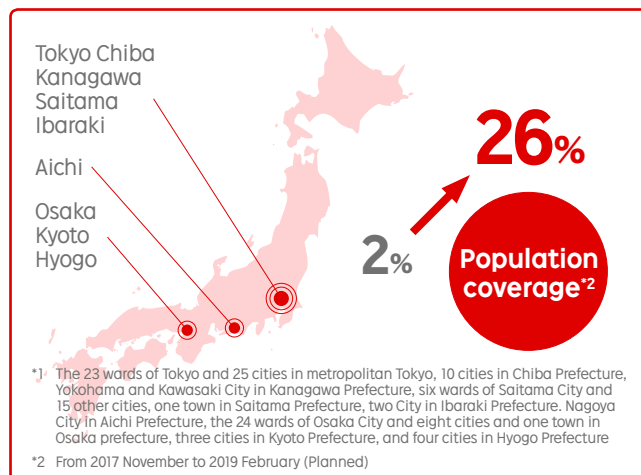 Tokyo Chiba
Kanagawa
Saitama
Ibaraki
Aichi
Osaka
Kyoto
Hyogo
26%
2%
Population
coverage*2
*1 The 23 wards of Tokyo and 25 cities in metropolitan Tokyo, 10 cities in Chiba Prefecture,
Yokohama and Kawasaki City in Kanagawa Prefecture, six wards of Saitama City and
15 other cities, one town in Saitama Prefecture, two City in Ibaraki Prefecture. Nagoya
City in Aichi Prefecture, the 24 wards of Osaka City and eight cities and one town in
Osaka prefecture, three cities in Kyoto Prefecture, and four cities in Hyogo Prefecture
*2 From 2017 November to 2019 February (Planned)